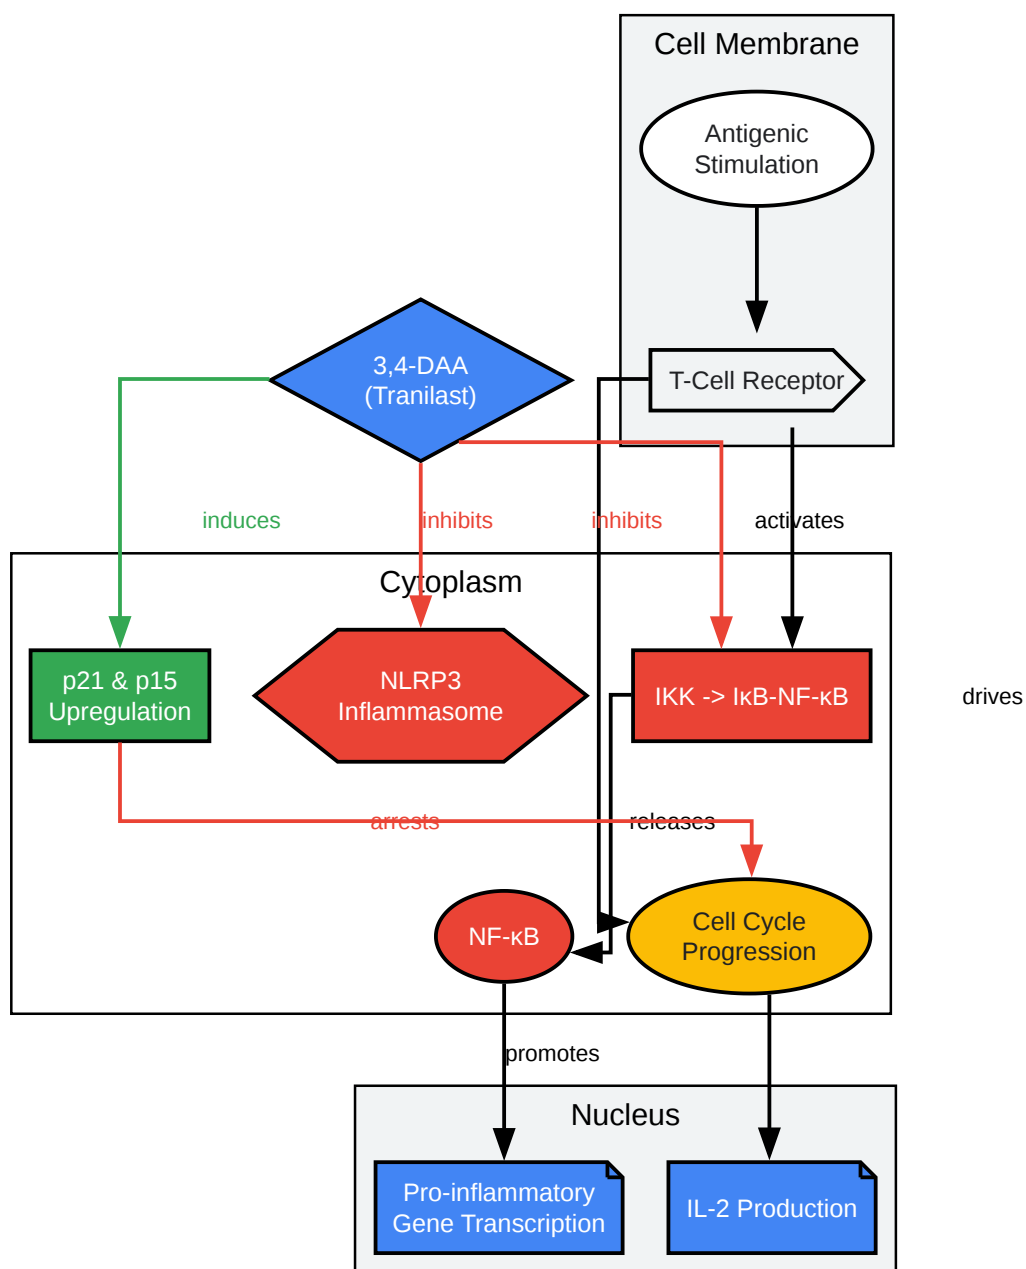 Cell Membrane
Antigenic
Stimulation
3,4-DAA
(Tranilast)
T-Cell Receptor
induces
inhibits
inhibits
activates
Cytoplasm
p21 & p15
Upregulation
NLRP3
Inflammasome
IKK -> IκB-NF-κB
drives
arrests
releases
NF-κB
Cell Cycle
Progression
promotes
Nucleus
Pro-inflammatory
Gene Transcription
IL-2 Production